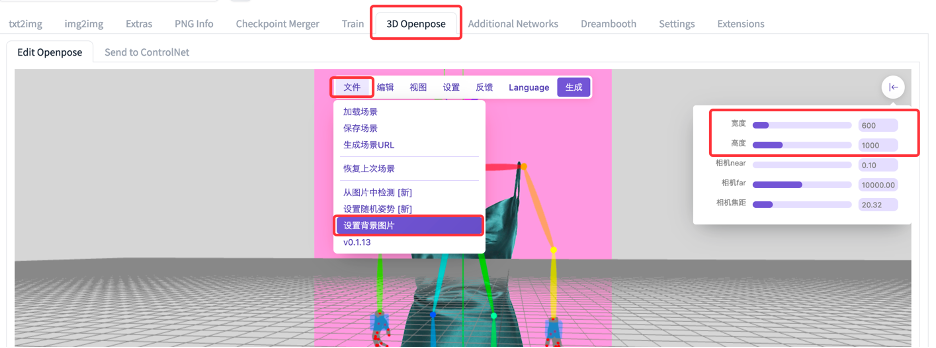 txt2img img2img Extras PNG Info Checkpoint Merger Train 3D Openpose Additional Networks Dreambooth Settings Extensions
Edit Openpose Send to ControlNet
文件 编辑 视图 设置 反馈 Language 生成
加载场景
保存场景
生成场景URL
恢复上次场景
从图片中检测 [新]
设置随机姿势 [新]
设置背景图片
v0.1.13
宽度 600
高度 1000
相机near 0.10
相机far 10000.00
相机焦距 20.32